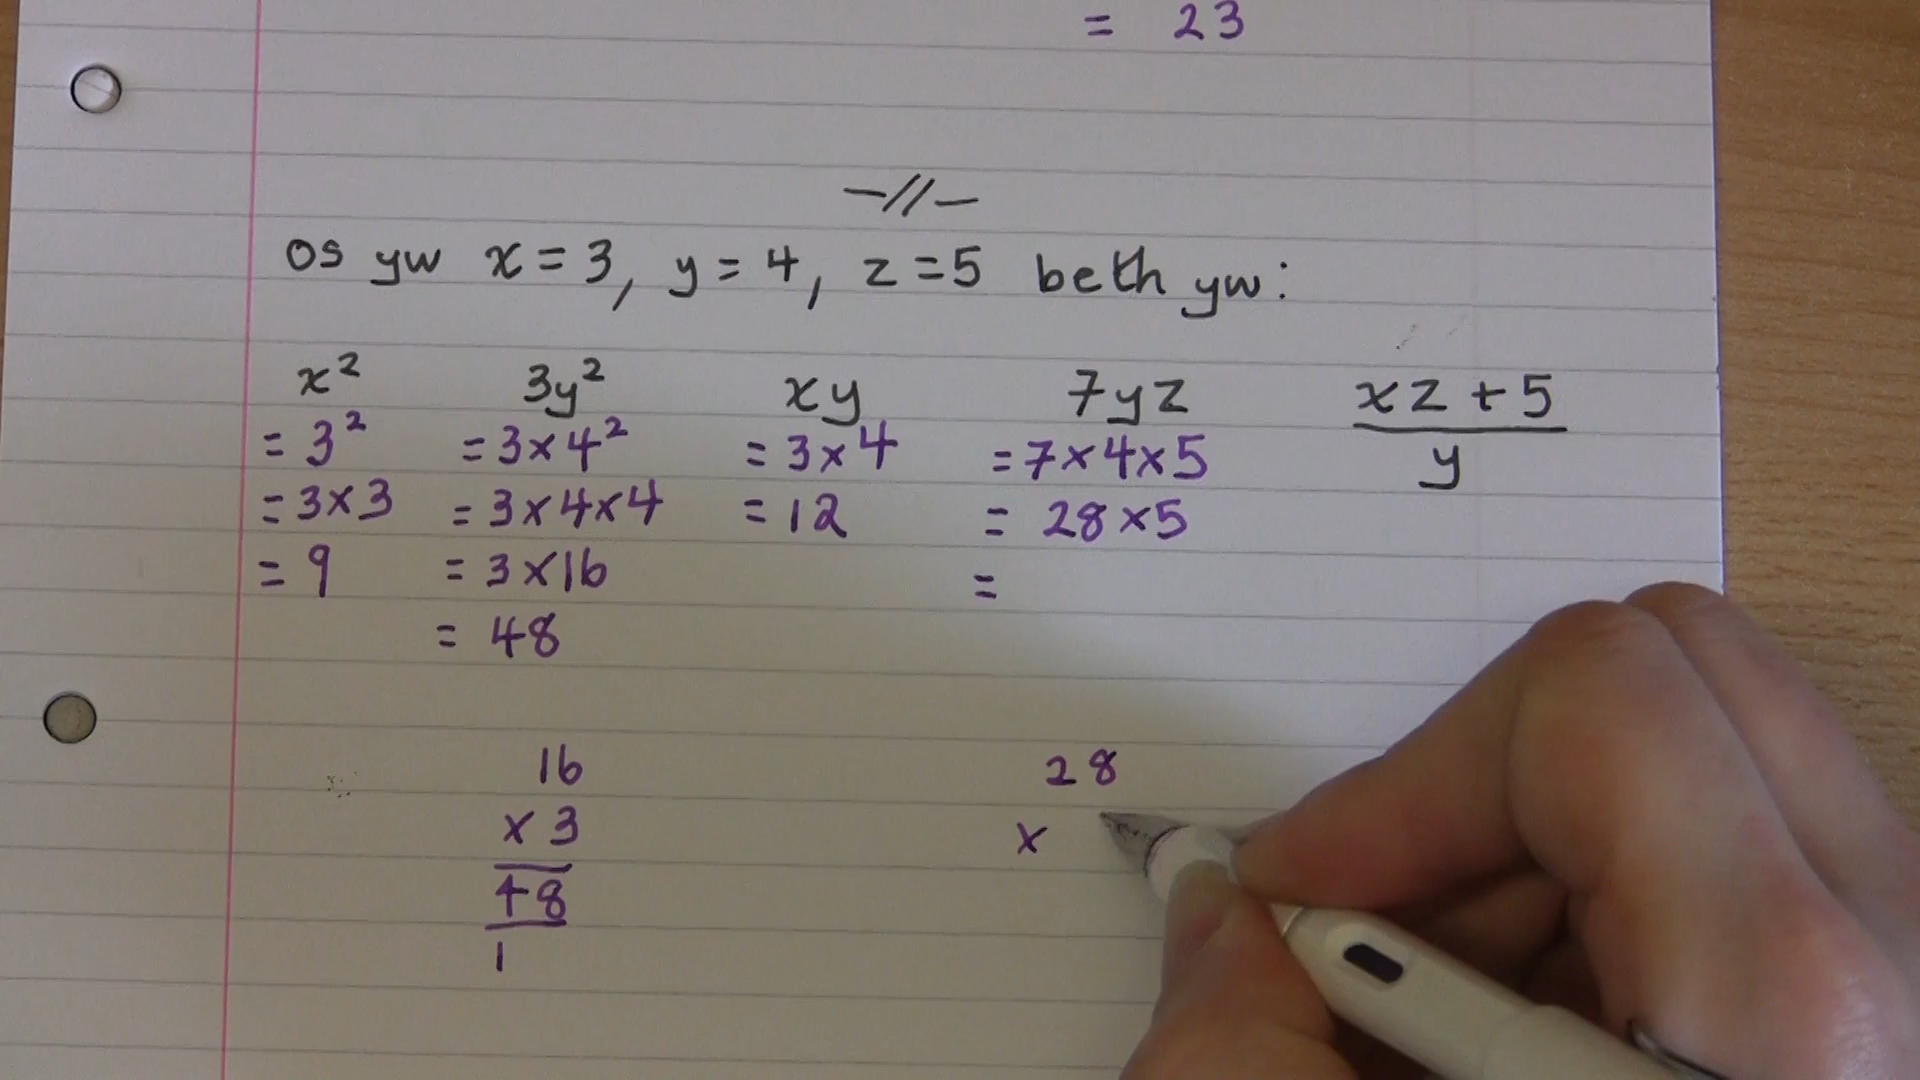 = 23
—//—
Os yw x = 3, y = 4, z = 5 beth yw:
x² 3y² xy 7yz (xz + 5)/y
= 3² = 3×4² = 3×4 = 7×4×5
= 3×3 = 3×4×4 = 12 = 28×5
= 9 = 3×16 =
= 48
16 28
× 3 ×
48
1